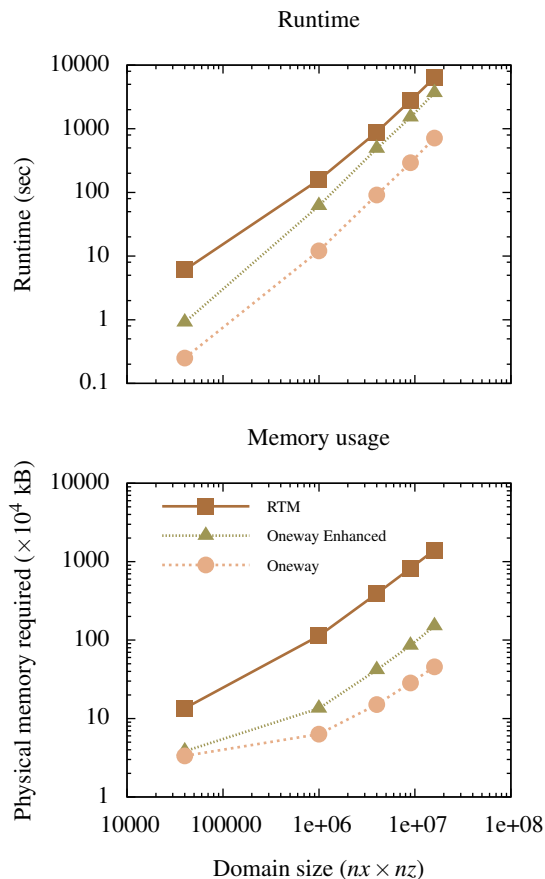 Runtime
10000
1000
100
10
1
0.1
Runtime (sec)
Memory usage
10000
1000
100
10
1
Physical memory required (×10⁴ kB)
RTM
Oneway Enhanced
Oneway
10000 100000 1e+06 1e+07 1e+08
Domain size (nx × nz)